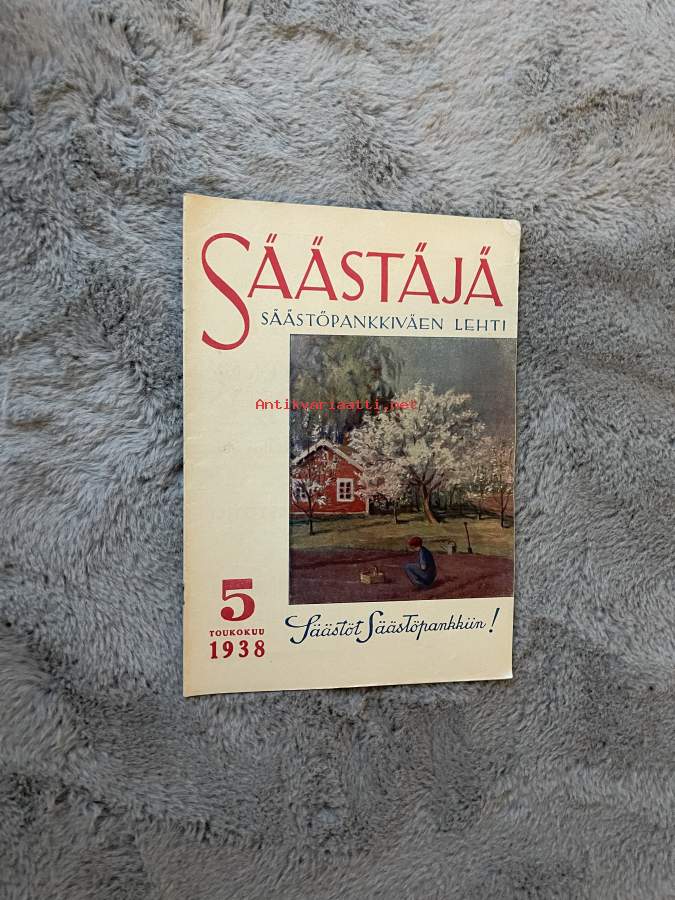 SÄÄSTÄJÄ
SÄÄSTÖPANKKIVÄEN LEHTI
Antikvariaatti.net
5
TOUKOKUU
1938
Säästöt Säästöpankkiin!